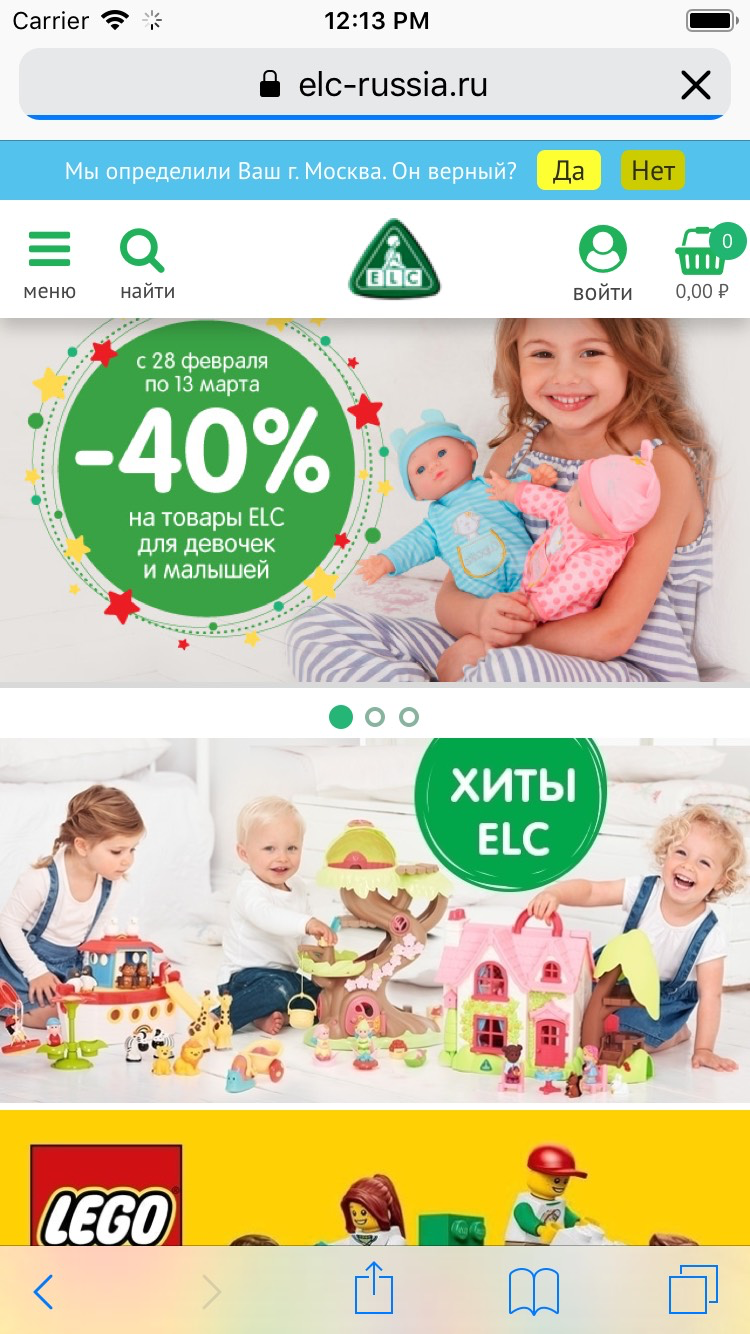 Carrier 12:13 PM
elc-russia.ru
Мы определили Ваш г. Москва. Он верный? Да Нет
меню найти ELC войти 0 0,00 ₽
с 28 февраля
по 13 марта
-40%
на товары ELC
для девочек
и малышей
ХИТЫ
ELC
LEGO